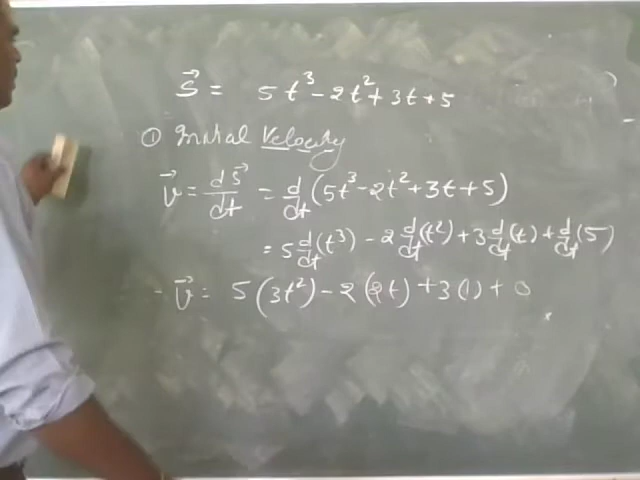 S⃗ = 5t³ - 2t² + 3t + 5
① Initial Velocity
v⃗ = dS⃗/dt = d/dt (5t³ - 2t² + 3t + 5)
= 5 d/dt (t³) - 2 d/dt (t²) + 3 d/dt (t) + d/dt (5)
v⃗ = 5(3t²) - 2(2t) + 3(1) + 0